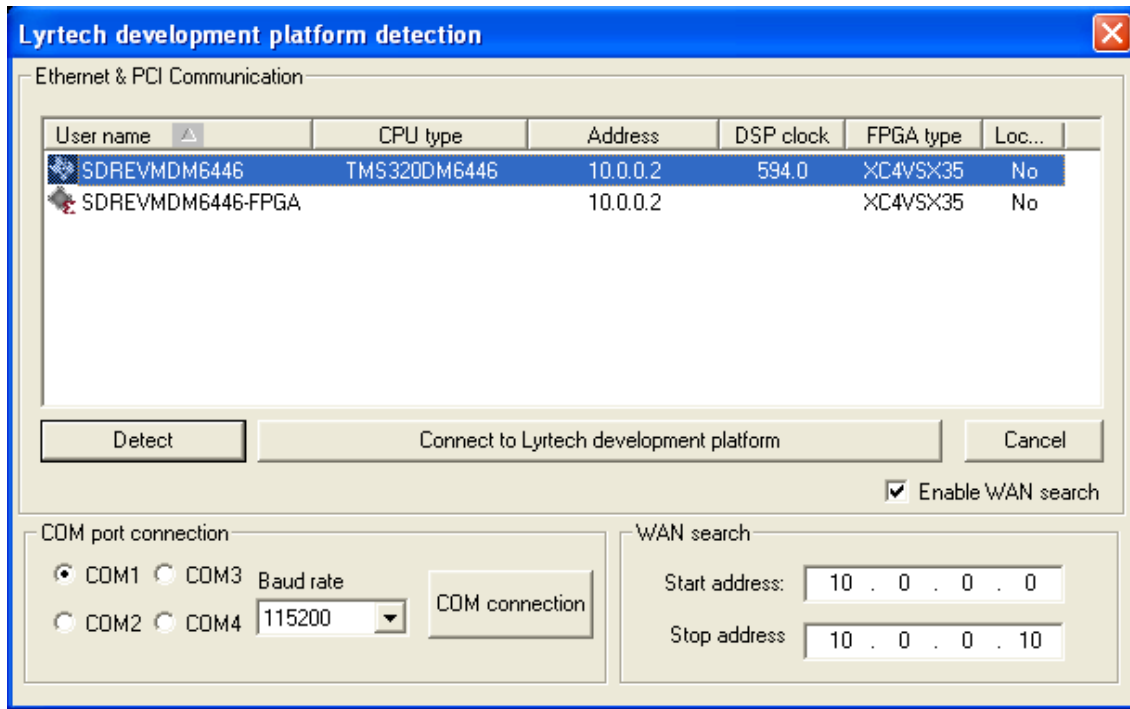 Lyrtech development platform detection
Ethernet & PCI Communication
User name CPU type Address DSP clock FPGA type Loc...
SDREVMDM6446 TMS320DM6446 10.0.0.2 594.0 XC4VSX35 No
SDREVMDM6446-FPGA 10.0.0.2 XC4VSX35 No
Detect Connect to Lyrtech development platform Cancel
Enable WAN search
COM port connection
COM1 COM3 Baud rate
COM2 COM4 115200 COM connection
WAN search
Start address: 10 . 0 . 0 . 0
Stop address 10 . 0 . 0 . 10